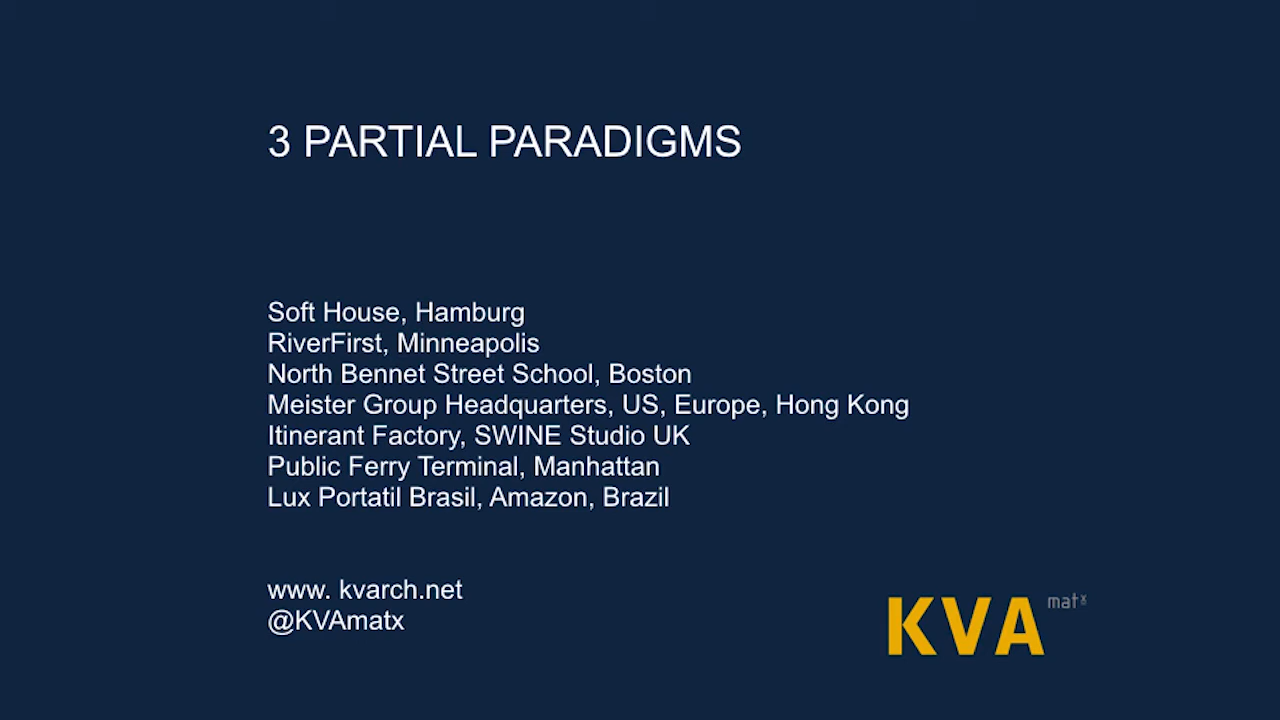 3 PARTIAL PARADIGMS
Soft House, Hamburg
RiverFirst, Minneapolis
North Bennet Street School, Boston
Meister Group Headquarters, US, Europe, Hong Kong
Itinerant Factory, SWINE Studio UK
Public Ferry Terminal, Manhattan
Lux Portatil Brasil, Amazon, Brazil
www. kvarch.net
@KVAmatx
KVA matx